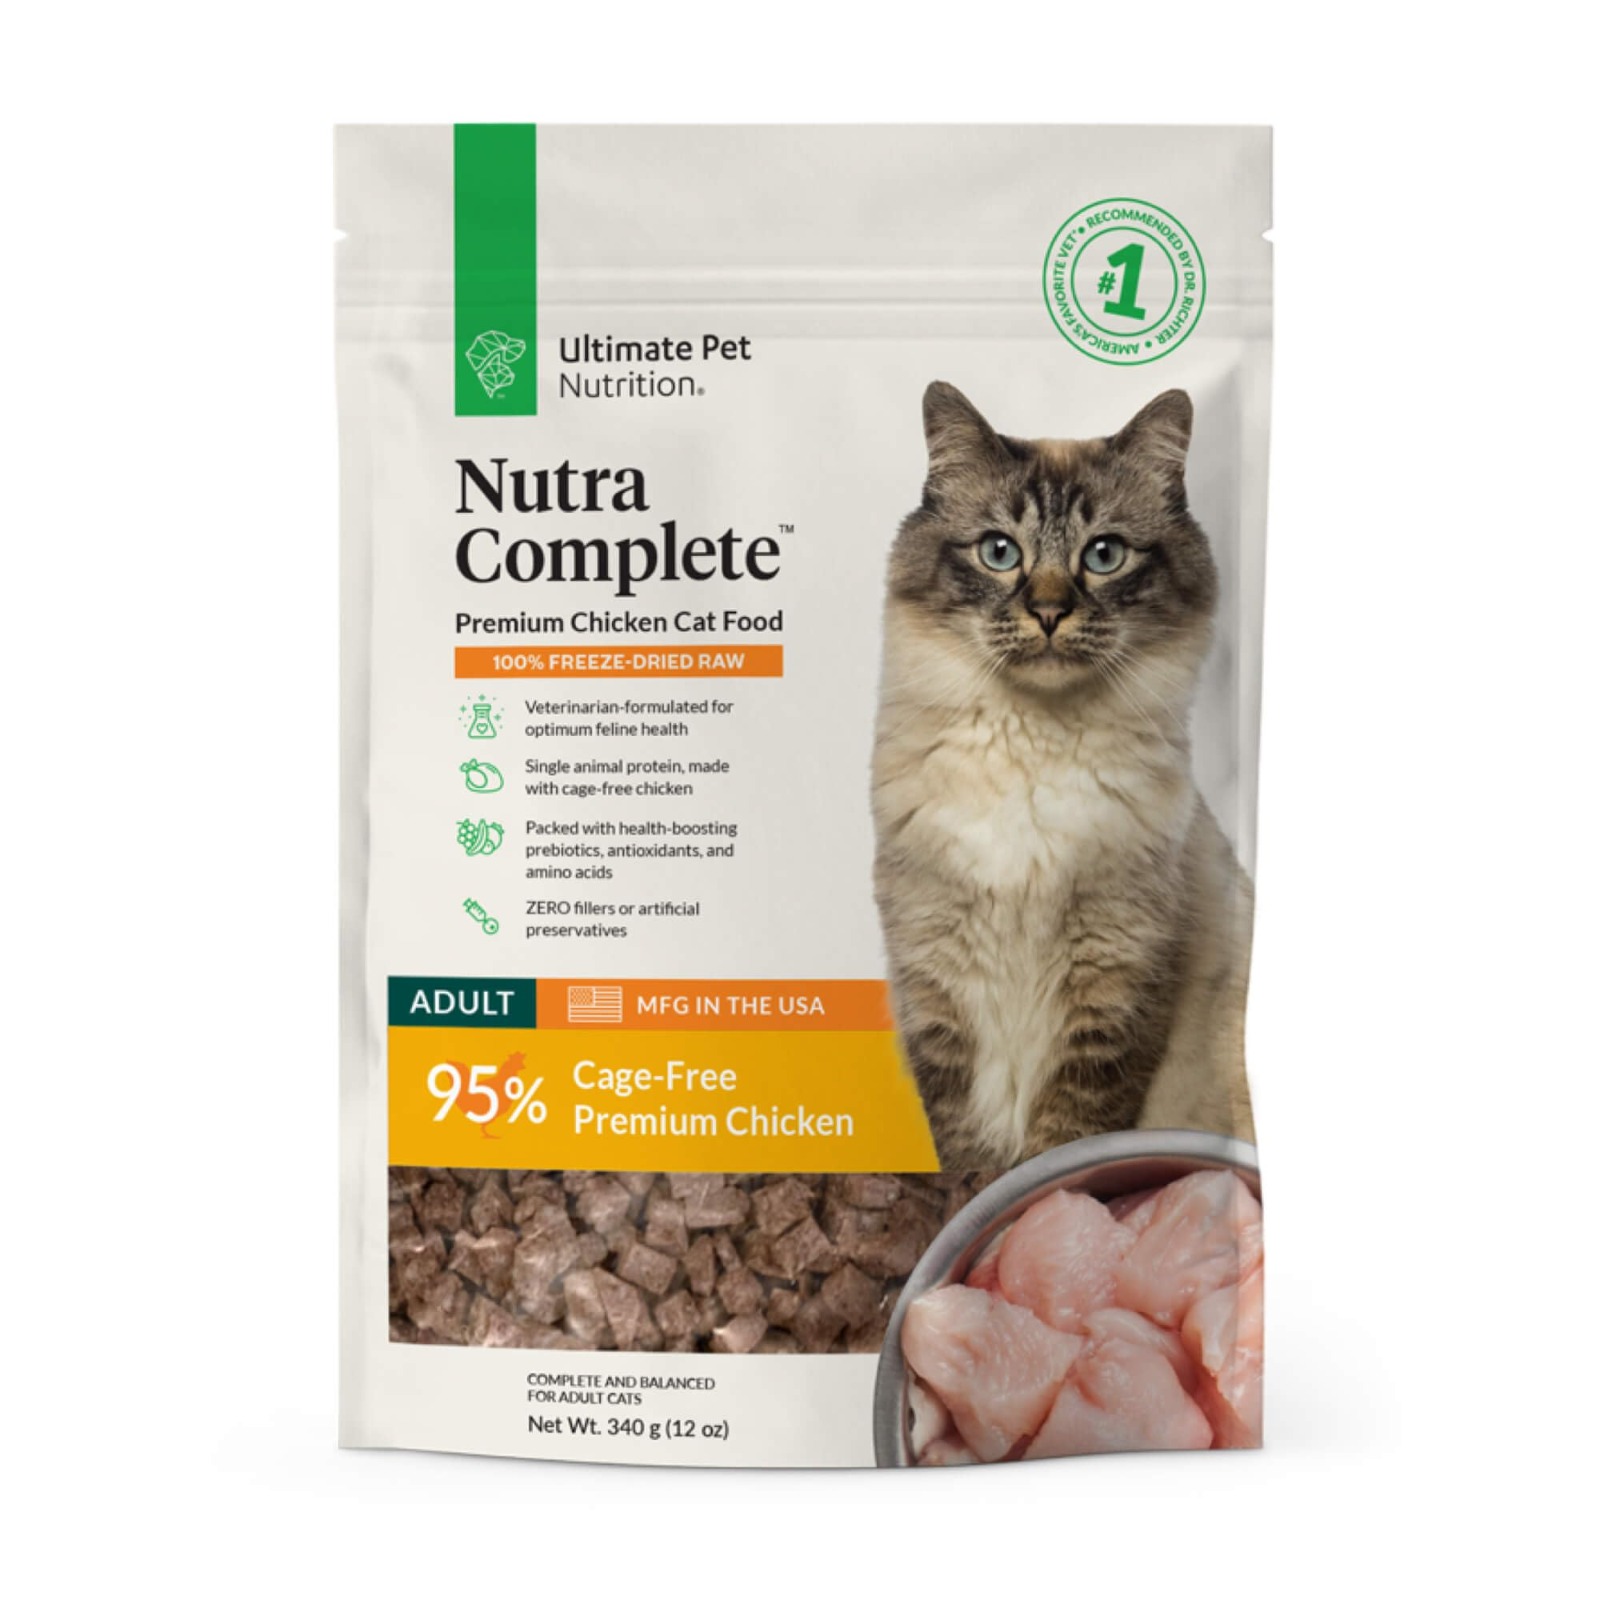 RECOMMENDED BY DR. RICHTER • AMERICA'S FAVORITE VET* •
#1
Ultimate Pet
Nutrition®
Nutra
Complete™
Premium Chicken Cat Food
100% FREEZE-DRIED RAW
Veterinarian-formulated for
optimum feline health
Single animal protein, made
with cage-free chicken
Packed with health-boosting
prebiotics, antioxidants, and
amino acids
ZERO fillers or artificial
preservatives
ADULT
MFG IN THE USA
95%
Cage-Free
Premium Chicken
COMPLETE AND BALANCED
FOR ADULT CATS
Net Wt. 340 g (12 oz)